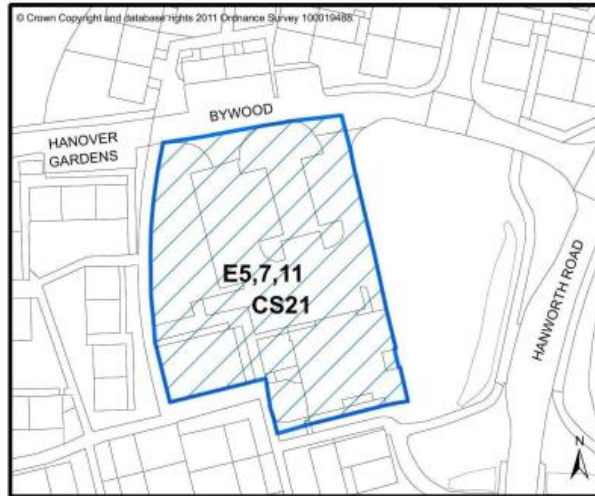 © Crown Copyright and database rights 2011 Ordnance Survey 100019488.
BYWOOD
HANOVER
GARDENS
E5,7,11
CS21
HANWORTH ROAD
N